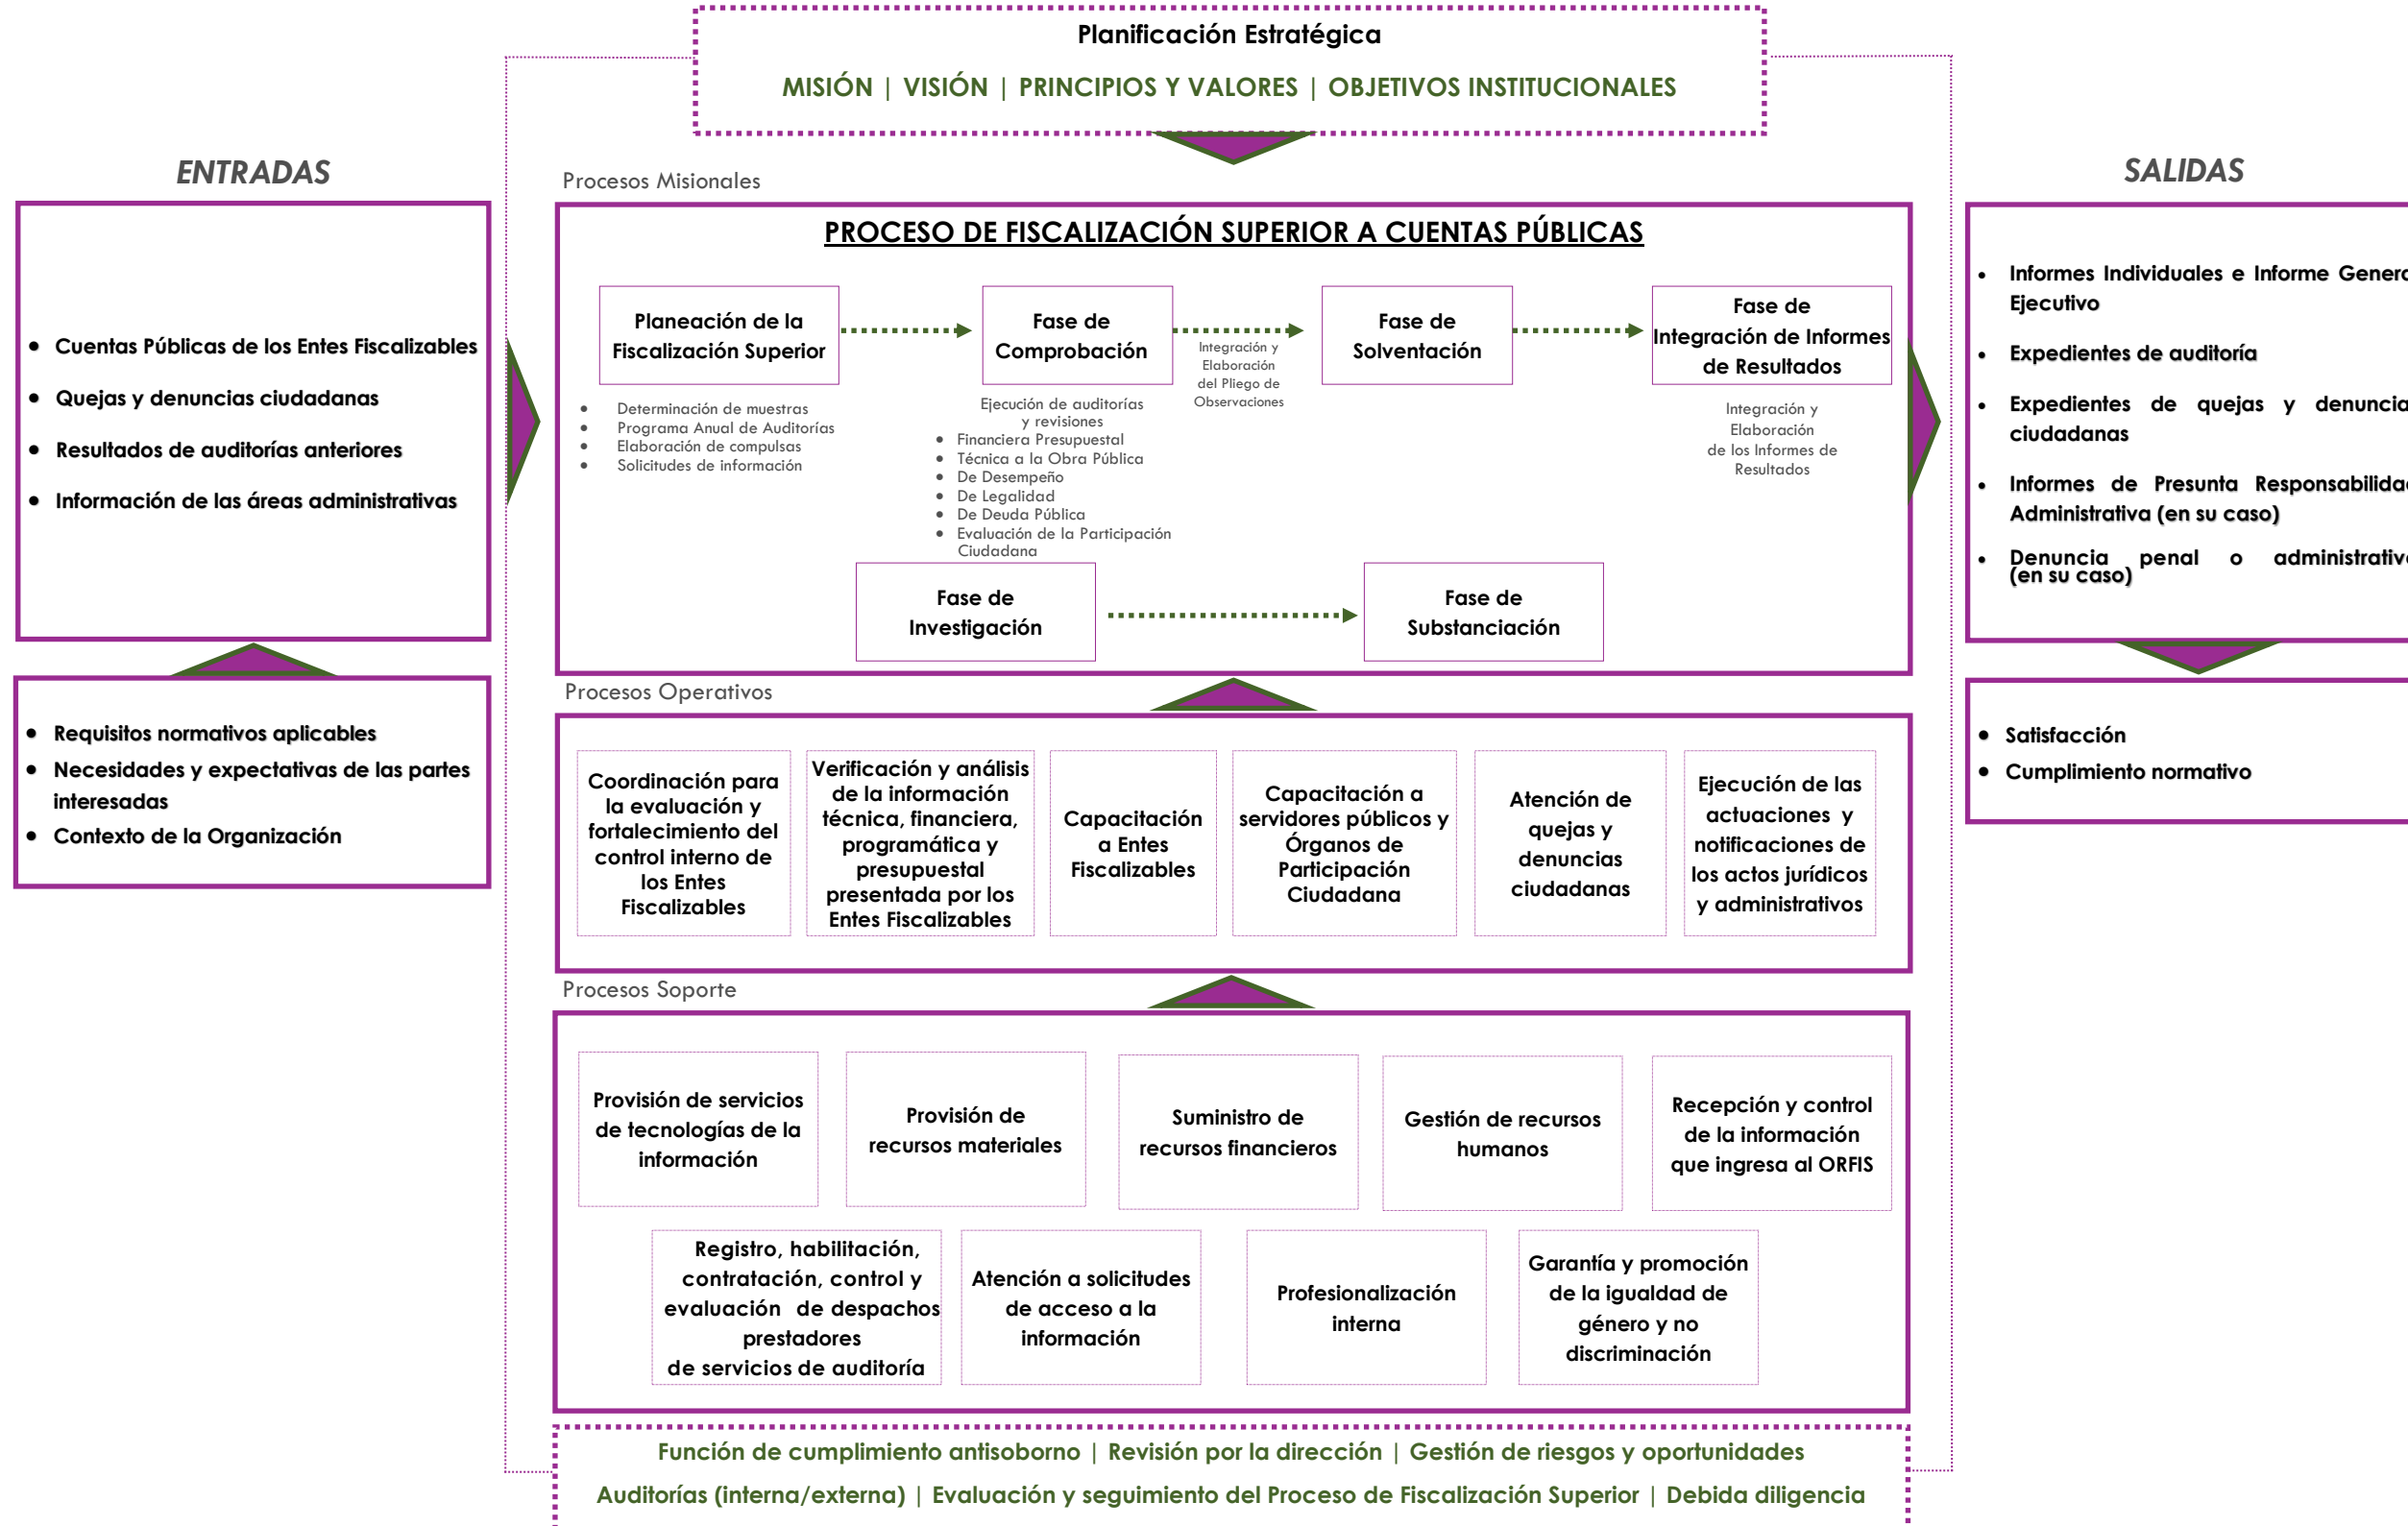 Planificación Estratégica
MISIÓN | VISIÓN | PRINCIPIOS Y VALORES | OBJETIVOS INSTITUCIONALES
ENTRADAS
• Cuentas Públicas de los Entes Fiscalizables
• Quejas y denuncias ciudadanas
• Resultados de auditorías anteriores
• Información de las áreas administrativas
• Requisitos normativos aplicables
• Necesidades y expectativas de las partes
interesadas
• Contexto de la Organización
Procesos Misionales
PROCESO DE FISCALIZACIÓN SUPERIOR A CUENTAS PÚBLICAS
Planeación de la
Fiscalización Superior
• Determinación de muestras
• Programa Anual de Auditorías
• Elaboración de compulsas
• Solicitudes de información
Fase de
Comprobación
Ejecución de auditorías
y revisiones
• Financiera Presupuestal
• Técnica a la Obra Pública
• De Desempeño
• De Legalidad
• De Deuda Pública
• Evaluación de la Participación
Ciudadana
Integración y
Elaboración
del Pliego de
Observaciones
Fase de
Solventación
Fase de
Integración de Informes
de Resultados
Integración y
Elaboración
de los Informes de
Resultados
Fase de
Investigación
Fase de
Substanciación
Procesos Operativos
Coordinación para
la evaluación y
fortalecimiento del
control interno de
los Entes
Fiscalizables
Verificación y análisis
de la información
técnica, financiera,
programática y
presupuestal
presentada por los
Entes Fiscalizables
Capacitación
a Entes
Fiscalizables
Capacitación a
servidores públicos y
Órganos de
Participación
Ciudadana
Atención de
quejas y
denuncias
ciudadanas
Ejecución de las
actuaciones y
notificaciones de
los actos jurídicos
y administrativos
Procesos Soporte
Provisión de servicios
de tecnologías de la
información
Provisión de
recursos materiales
Suministro de
recursos financieros
Gestión de recursos
humanos
Recepción y control
de la información
que ingresa al ORFIS
Registro, habilitación,
contratación, control y
evaluación de despachos
prestadores
de servicios de auditoría
Atención a solicitudes
de acceso a la
información
Profesionalización
interna
Garantía y promoción
de la igualdad de
género y no
discriminación
Función de cumplimiento antisoborno | Revisión por la dirección | Gestión de riesgos y oportunidades
Auditorías (interna/externa) | Evaluación y seguimiento del Proceso de Fiscalización Superior | Debida diligencia
SALIDAS
• Informes Individuales e Informe Genera
Ejecutivo
• Expedientes de auditoría
• Expedientes de quejas y denuncia
ciudadanas
• Informes de Presunta Responsabilida
Administrativa (en su caso)
• Denuncia penal o administrativ
(en su caso)
• Satisfacción
• Cumplimiento normativo